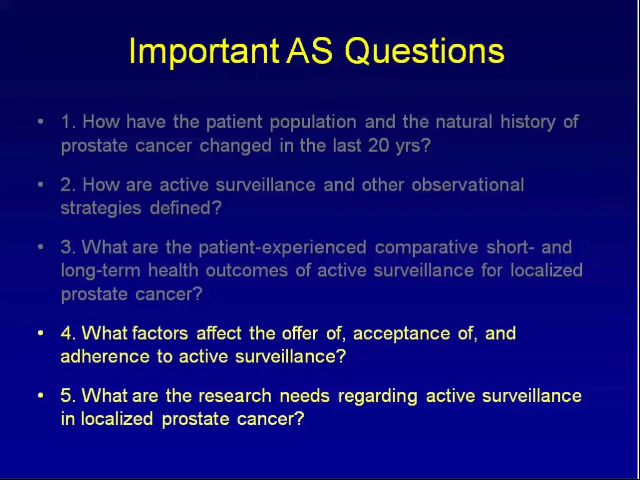 Important AS Questions
• 1. How have the patient population and the natural history of
prostate cancer changed in the last 20 yrs?
• 2. How are active surveillance and other observational
strategies defined?
• 3. What are the patient-experienced comparative short- and
long-term health outcomes of active surveillance for localized
prostate cancer?
• 4. What factors affect the offer of, acceptance of, and
adherence to active surveillance?
• 5. What are the research needs regarding active surveillance
in localized prostate cancer?